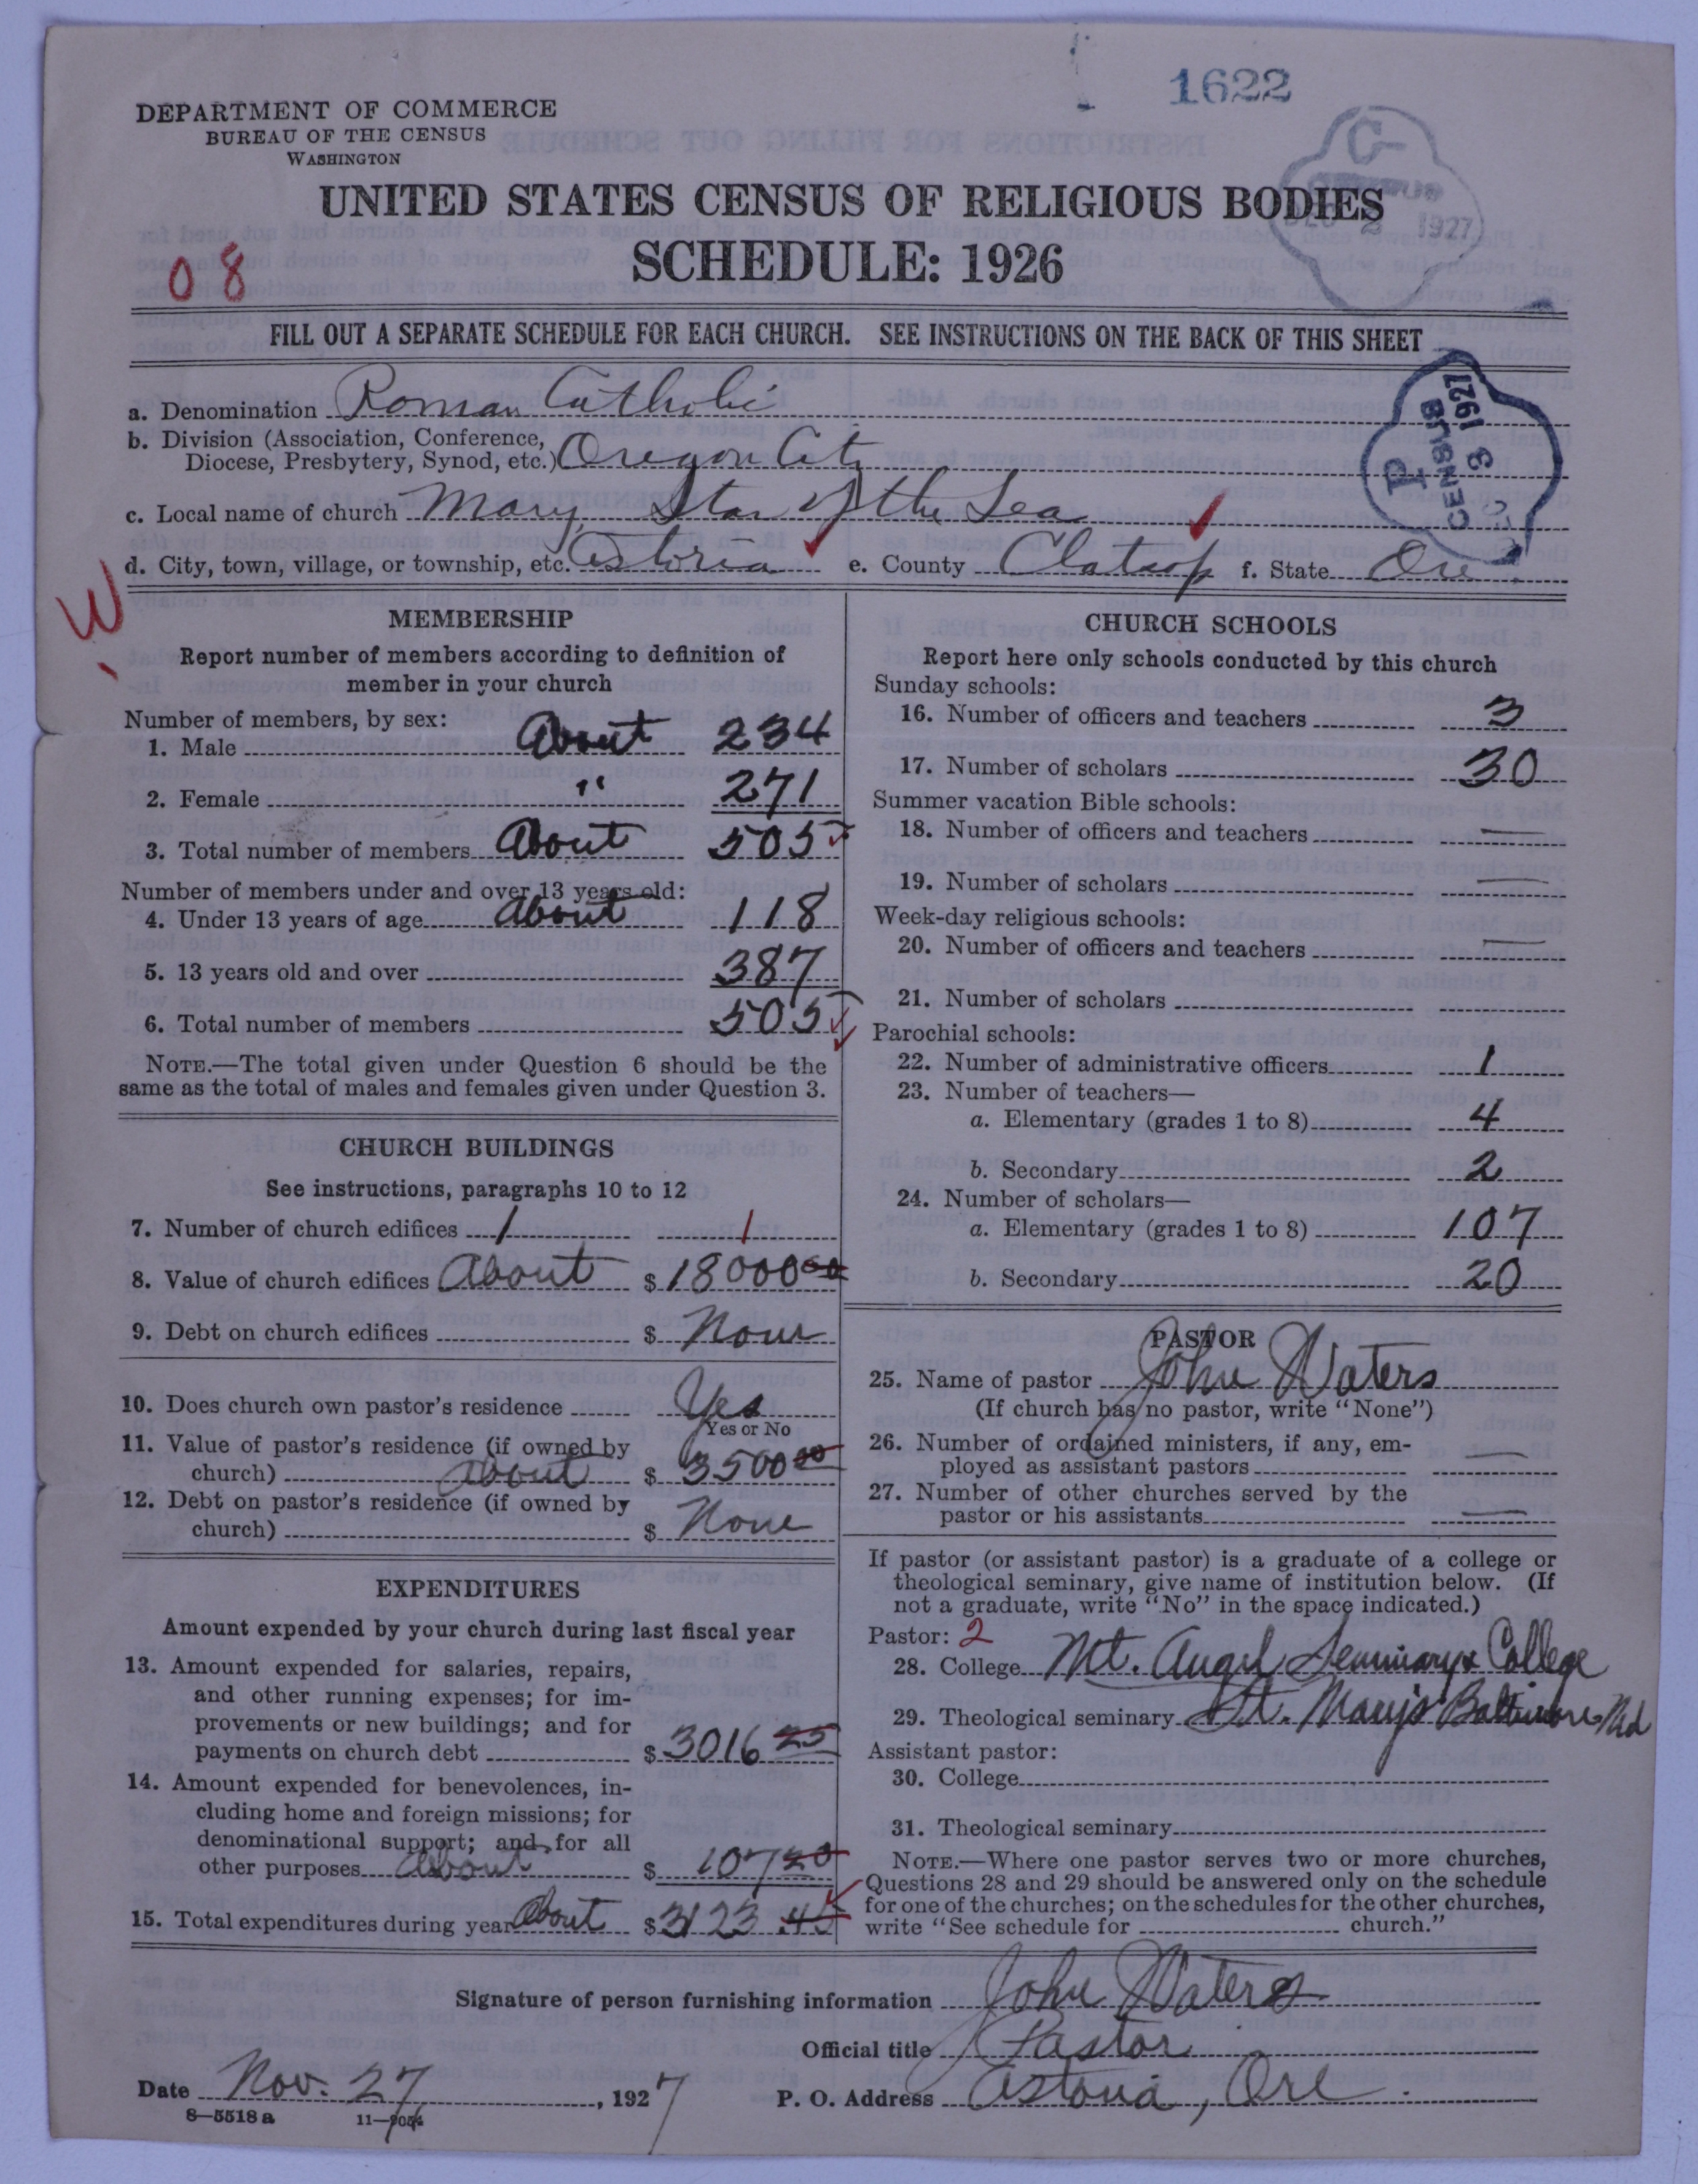 1622
DEPARTMENT OF COMMERCE
BUREAU OF THE CENSUS
WASHINGTON
UNITED STATES CENSUS OF RELIGIOUS BODIES
SCHEDULE: 1926
C-
DEC 2 1927
08
FILL OUT A SEPARATE SCHEDULE FOR EACH CHURCH. SEE INSTRUCTIONS ON THE BACK OF THIS SHEET
a. Denomination Roman Catholic
b. Division (Association, Conference,
Diocese, Presbytery, Synod, etc.) Oregon City
c. Local name of church Mary, Star of the Sea
d. City, town, village, or township, etc. Astoria e. County Clatsop f. State Ore.
CENSUS
P
3 1927
W
MEMBERSHIP
Report number of members according to definition of
member in your church
Number of members, by sex:
1. Male About 234
2. Female " 271
3. Total number of members About 505
Number of members under and over 13 years old:
4. Under 13 years of age About 118
5. 13 years old and over 387
6. Total number of members 505
NOTE.—The total given under Question 6 should be the
same as the total of males and females given under Question 3.
CHURCH BUILDINGS
See instructions, paragraphs 10 to 12
7. Number of church edifices 1 1
8. Value of church edifices About $ 18000 00
9. Debt on church edifices $ None
10. Does church own pastor's residence Yes
Yes or No
11. Value of pastor's residence (if owned by
church) About $ 3500 00
12. Debt on pastor's residence (if owned by
church) $ None
EXPENDITURES
Amount expended by your church during last fiscal year
13. Amount expended for salaries, repairs,
and other running expenses; for im-
provements or new buildings; and for
payments on church debt $ 3016 25
14. Amount expended for benevolences, in-
cluding home and foreign missions; for
denominational support; and for all
other purposes About $ 107 20
15. Total expenditures during year About $ 3123.45
CHURCH SCHOOLS
Report here only schools conducted by this church
Sunday schools:
16. Number of officers and teachers 3
17. Number of scholars 30
Summer vacation Bible schools:
18. Number of officers and teachers —
19. Number of scholars —
Week-day religious schools:
20. Number of officers and teachers —
21. Number of scholars
Parochial schools:
22. Number of administrative officers 1
23. Number of teachers—
a. Elementary (grades 1 to 8) 4
b. Secondary 2
24. Number of scholars—
a. Elementary (grades 1 to 8) 107
b. Secondary 20
PASTOR
25. Name of pastor John Waters
(If church has no pastor, write "None")
26. Number of ordained ministers, if any, em-
ployed as assistant pastors —
27. Number of other churches served by the
pastor or his assistants —
If pastor (or assistant pastor) is a graduate of a college or
theological seminary, give name of institution below. (If
not a graduate, write "No" in the space indicated.)
Pastor: 2
28. College Mt. Angel Seminary & College
29. Theological seminary St. Mary's Baltimore Md
Assistant pastor:
30. College
31. Theological seminary
NOTE.—Where one pastor serves two or more churches,
Questions 28 and 29 should be answered only on the schedule
for one of the churches; on the schedules for the other churches,
write "See schedule for church."
Signature of person furnishing information John Waters
Official title Pastor
Date Nov. 27, 1927 P. O. Address Astoria, Ore.
8—5518 a 11—9054